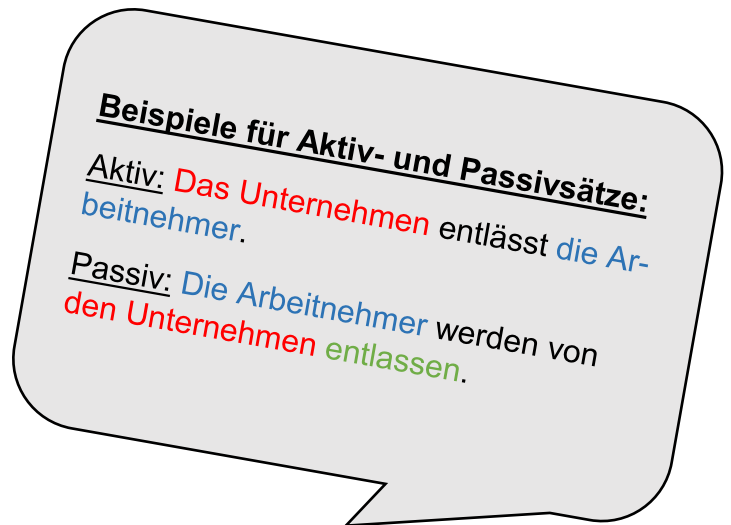 Beispiele für Aktiv- und Passivsätze:
Aktiv: Das Unternehmen entlässt die Ar-
beitnehmer.
Passiv: Die Arbeitnehmer werden von
den Unternehmen entlassen.